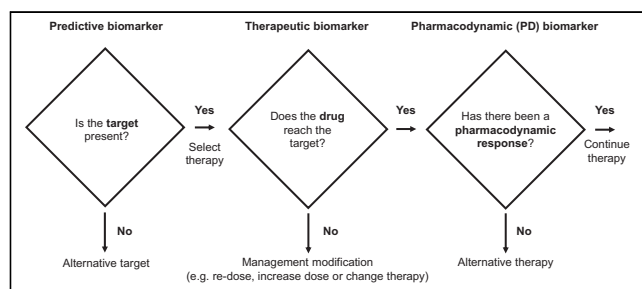 Predictive biomarker
Therapeutic biomarker
Pharmacodynamic (PD) biomarker
Is the target
present?
Yes
Select
therapy
Does the drug
reach the
target?
Yes
Has there been a
pharmacodynamic
response?
Yes
Continue
therapy
No
Alternative target
No
Management modification
(e.g. re-dose, increase dose or change therapy)
No
Alternative therapy